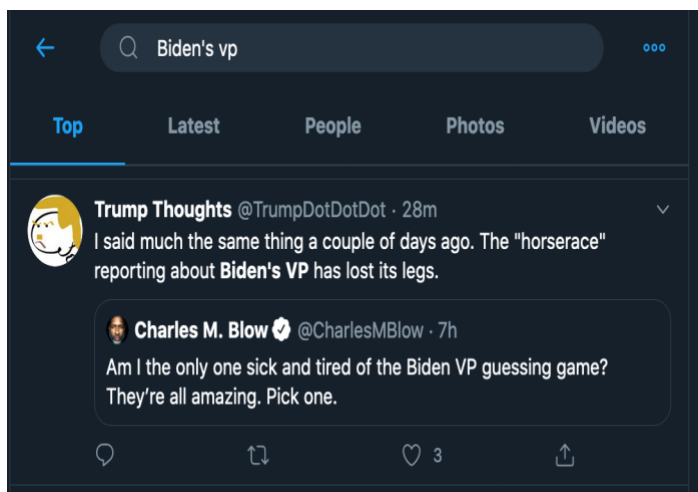 Biden's vp
Top Latest People Photos Videos
Trump Thoughts @TrumpDotDotDot · 28m
I said much the same thing a couple of days ago. The "horserace"
reporting about Biden's VP has lost its legs.
Charles M. Blow @CharlesMBlow · 7h
Am I the only one sick and tired of the Biden VP guessing game?
They're all amazing. Pick one.
3